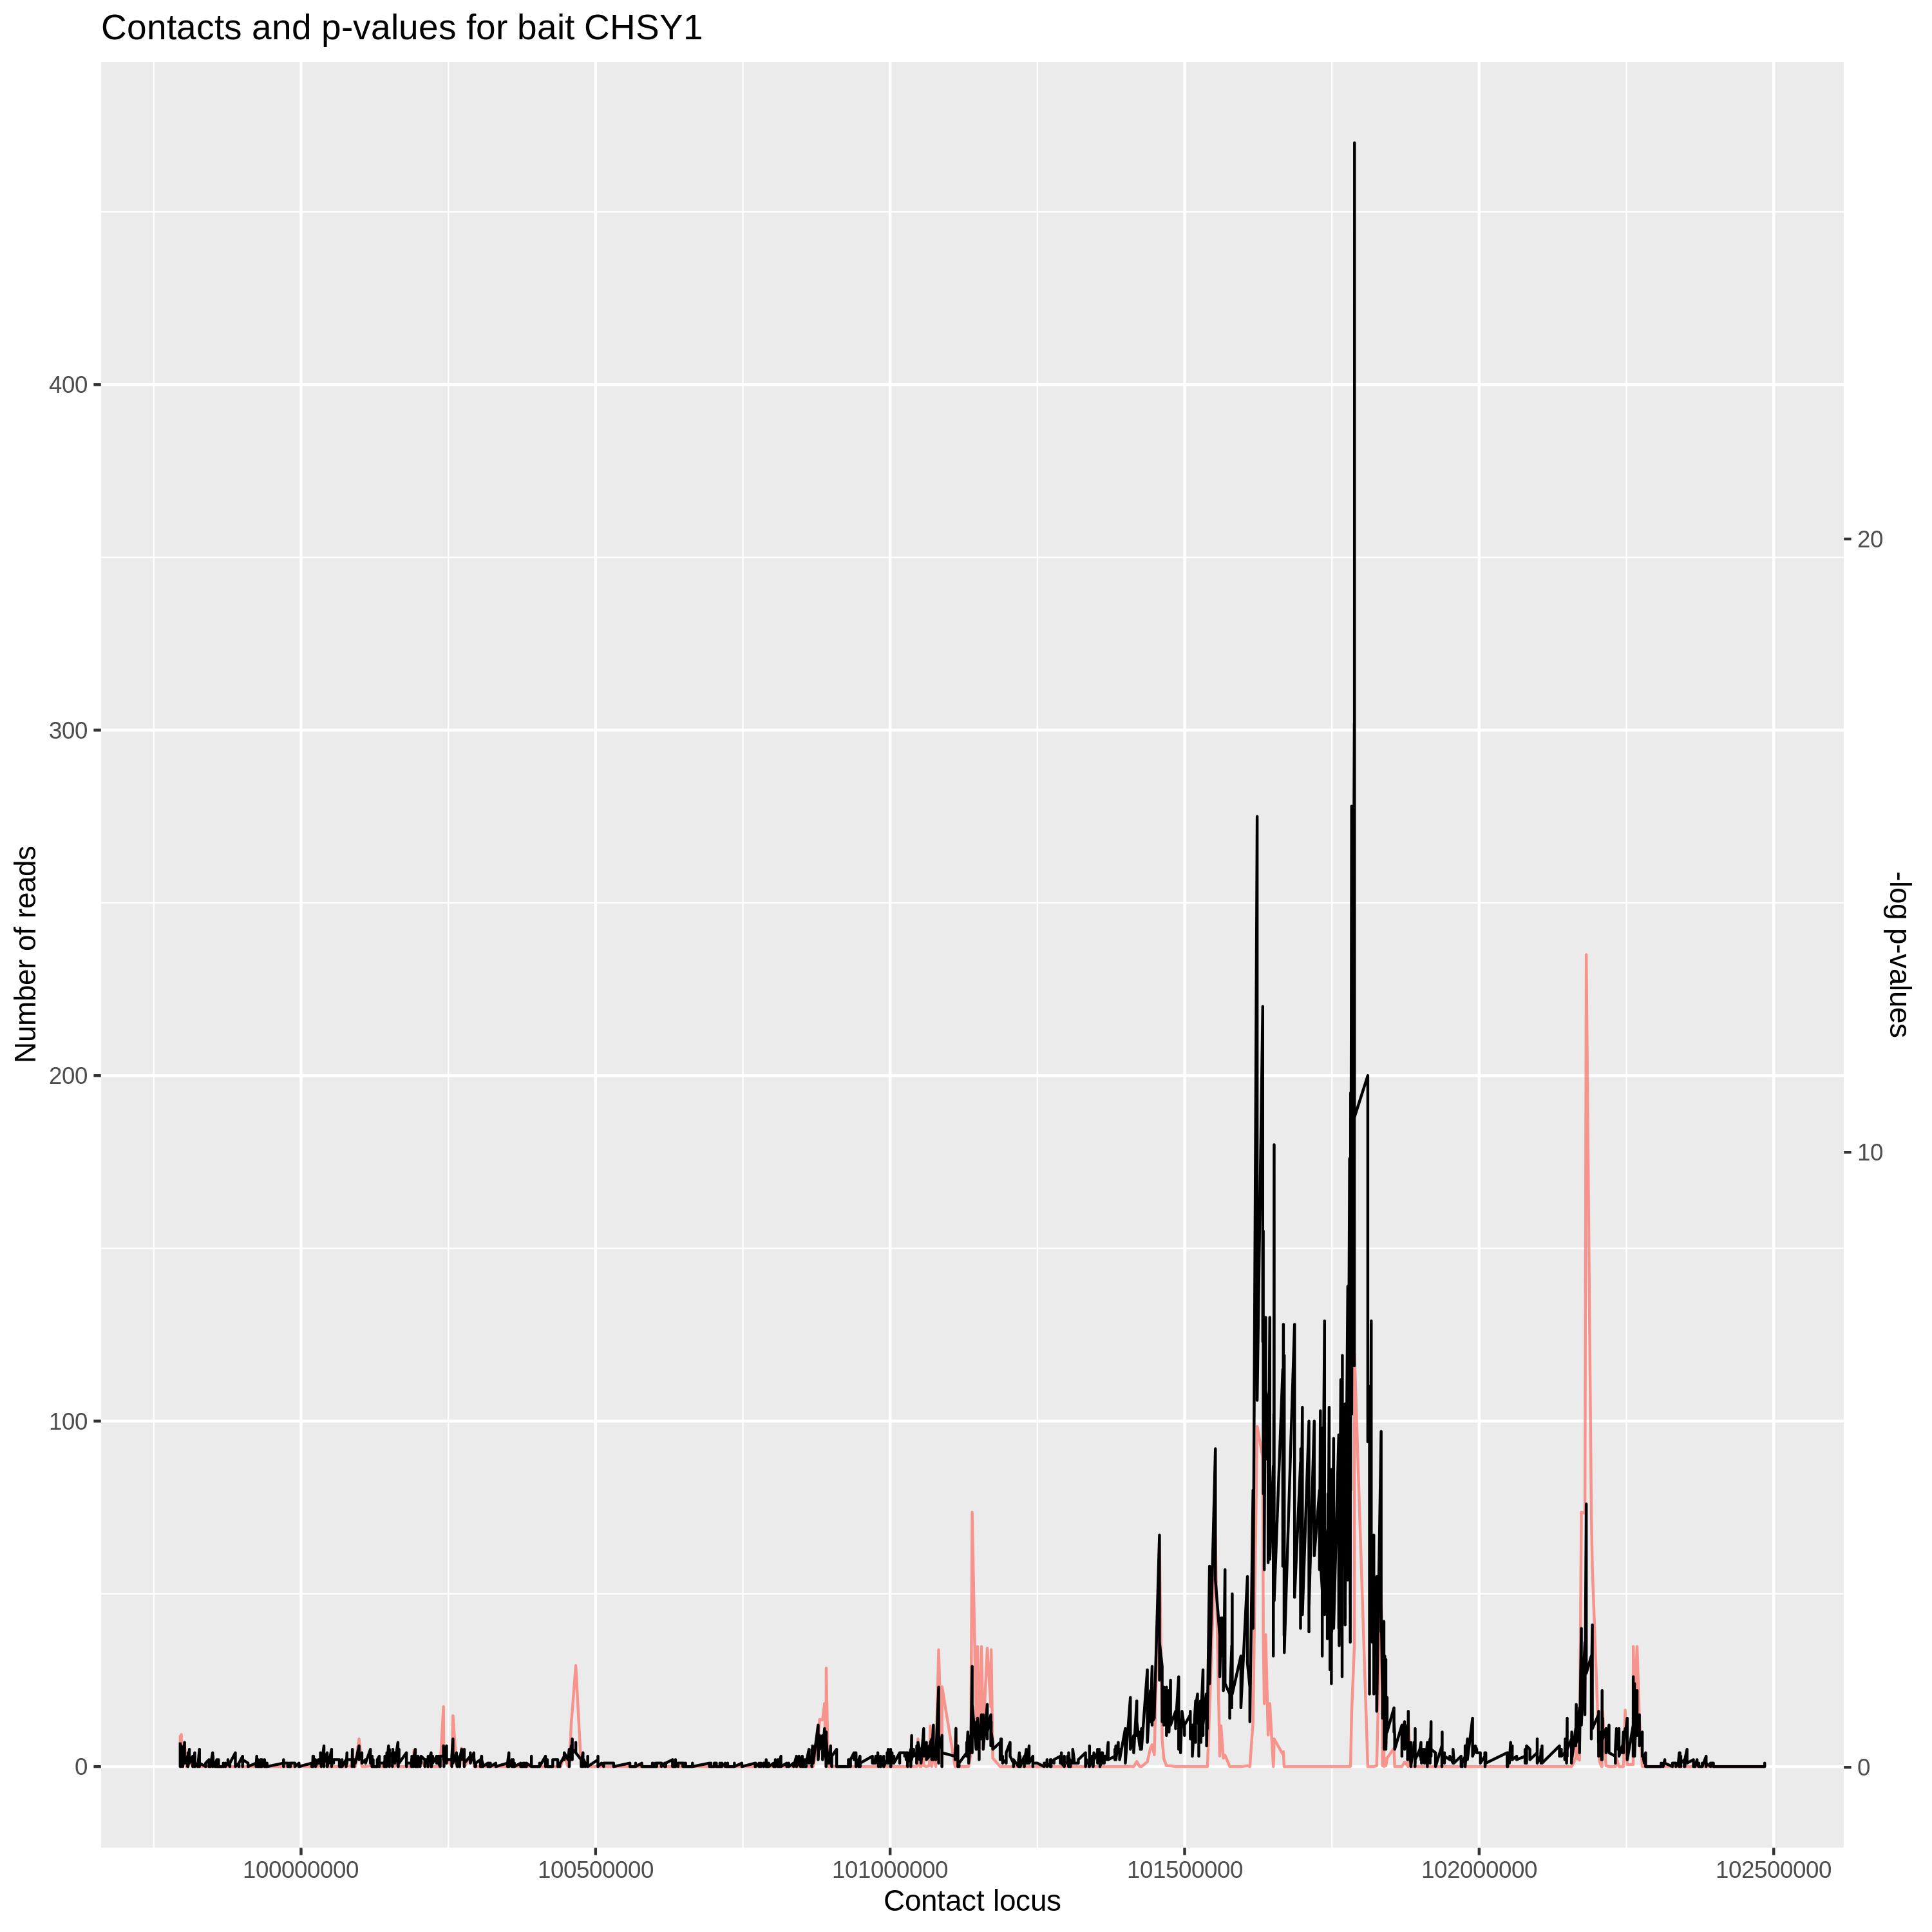 Contacts and p-values for bait CHSY1
Number of reads
400
300
200
100
0
20
10
0
-log p-values
100000000 100500000 101000000 101500000 102000000 102500000
Contact locus